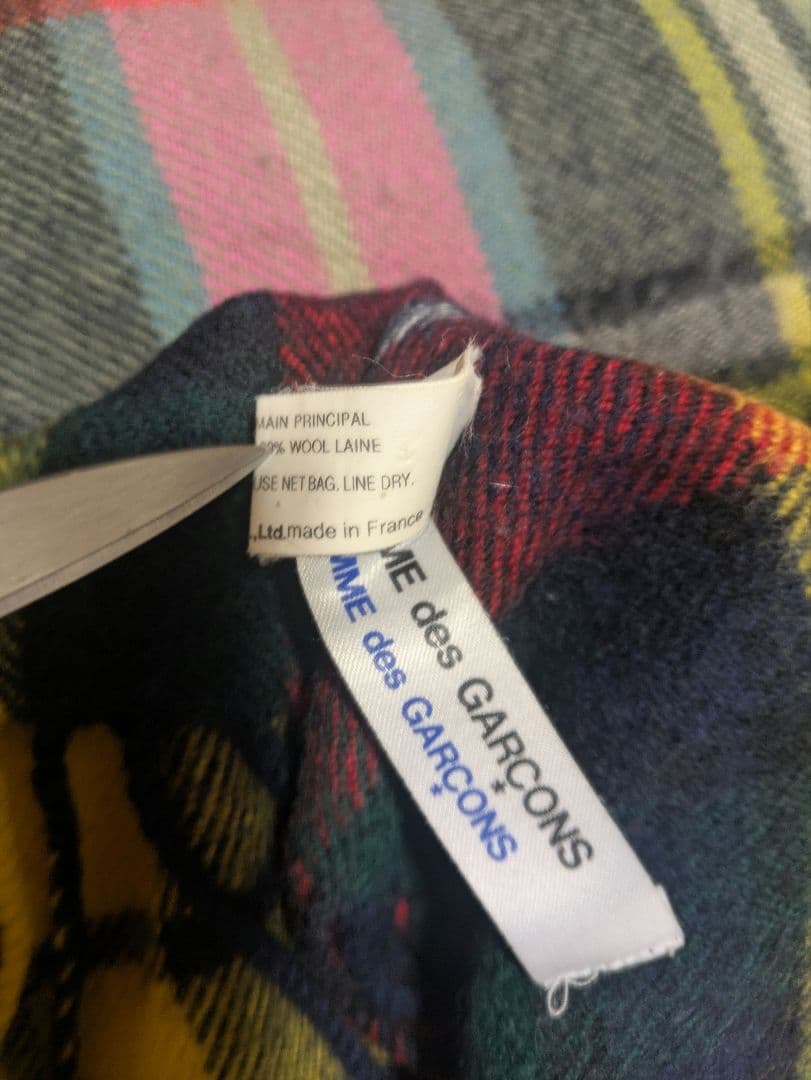 MAIN PRINCIPAL
% WOOL LAINE
USE NET BAG. LINE DRY.
.,Ltd.made in France
ME des GARÇONS
MME des GARÇONS